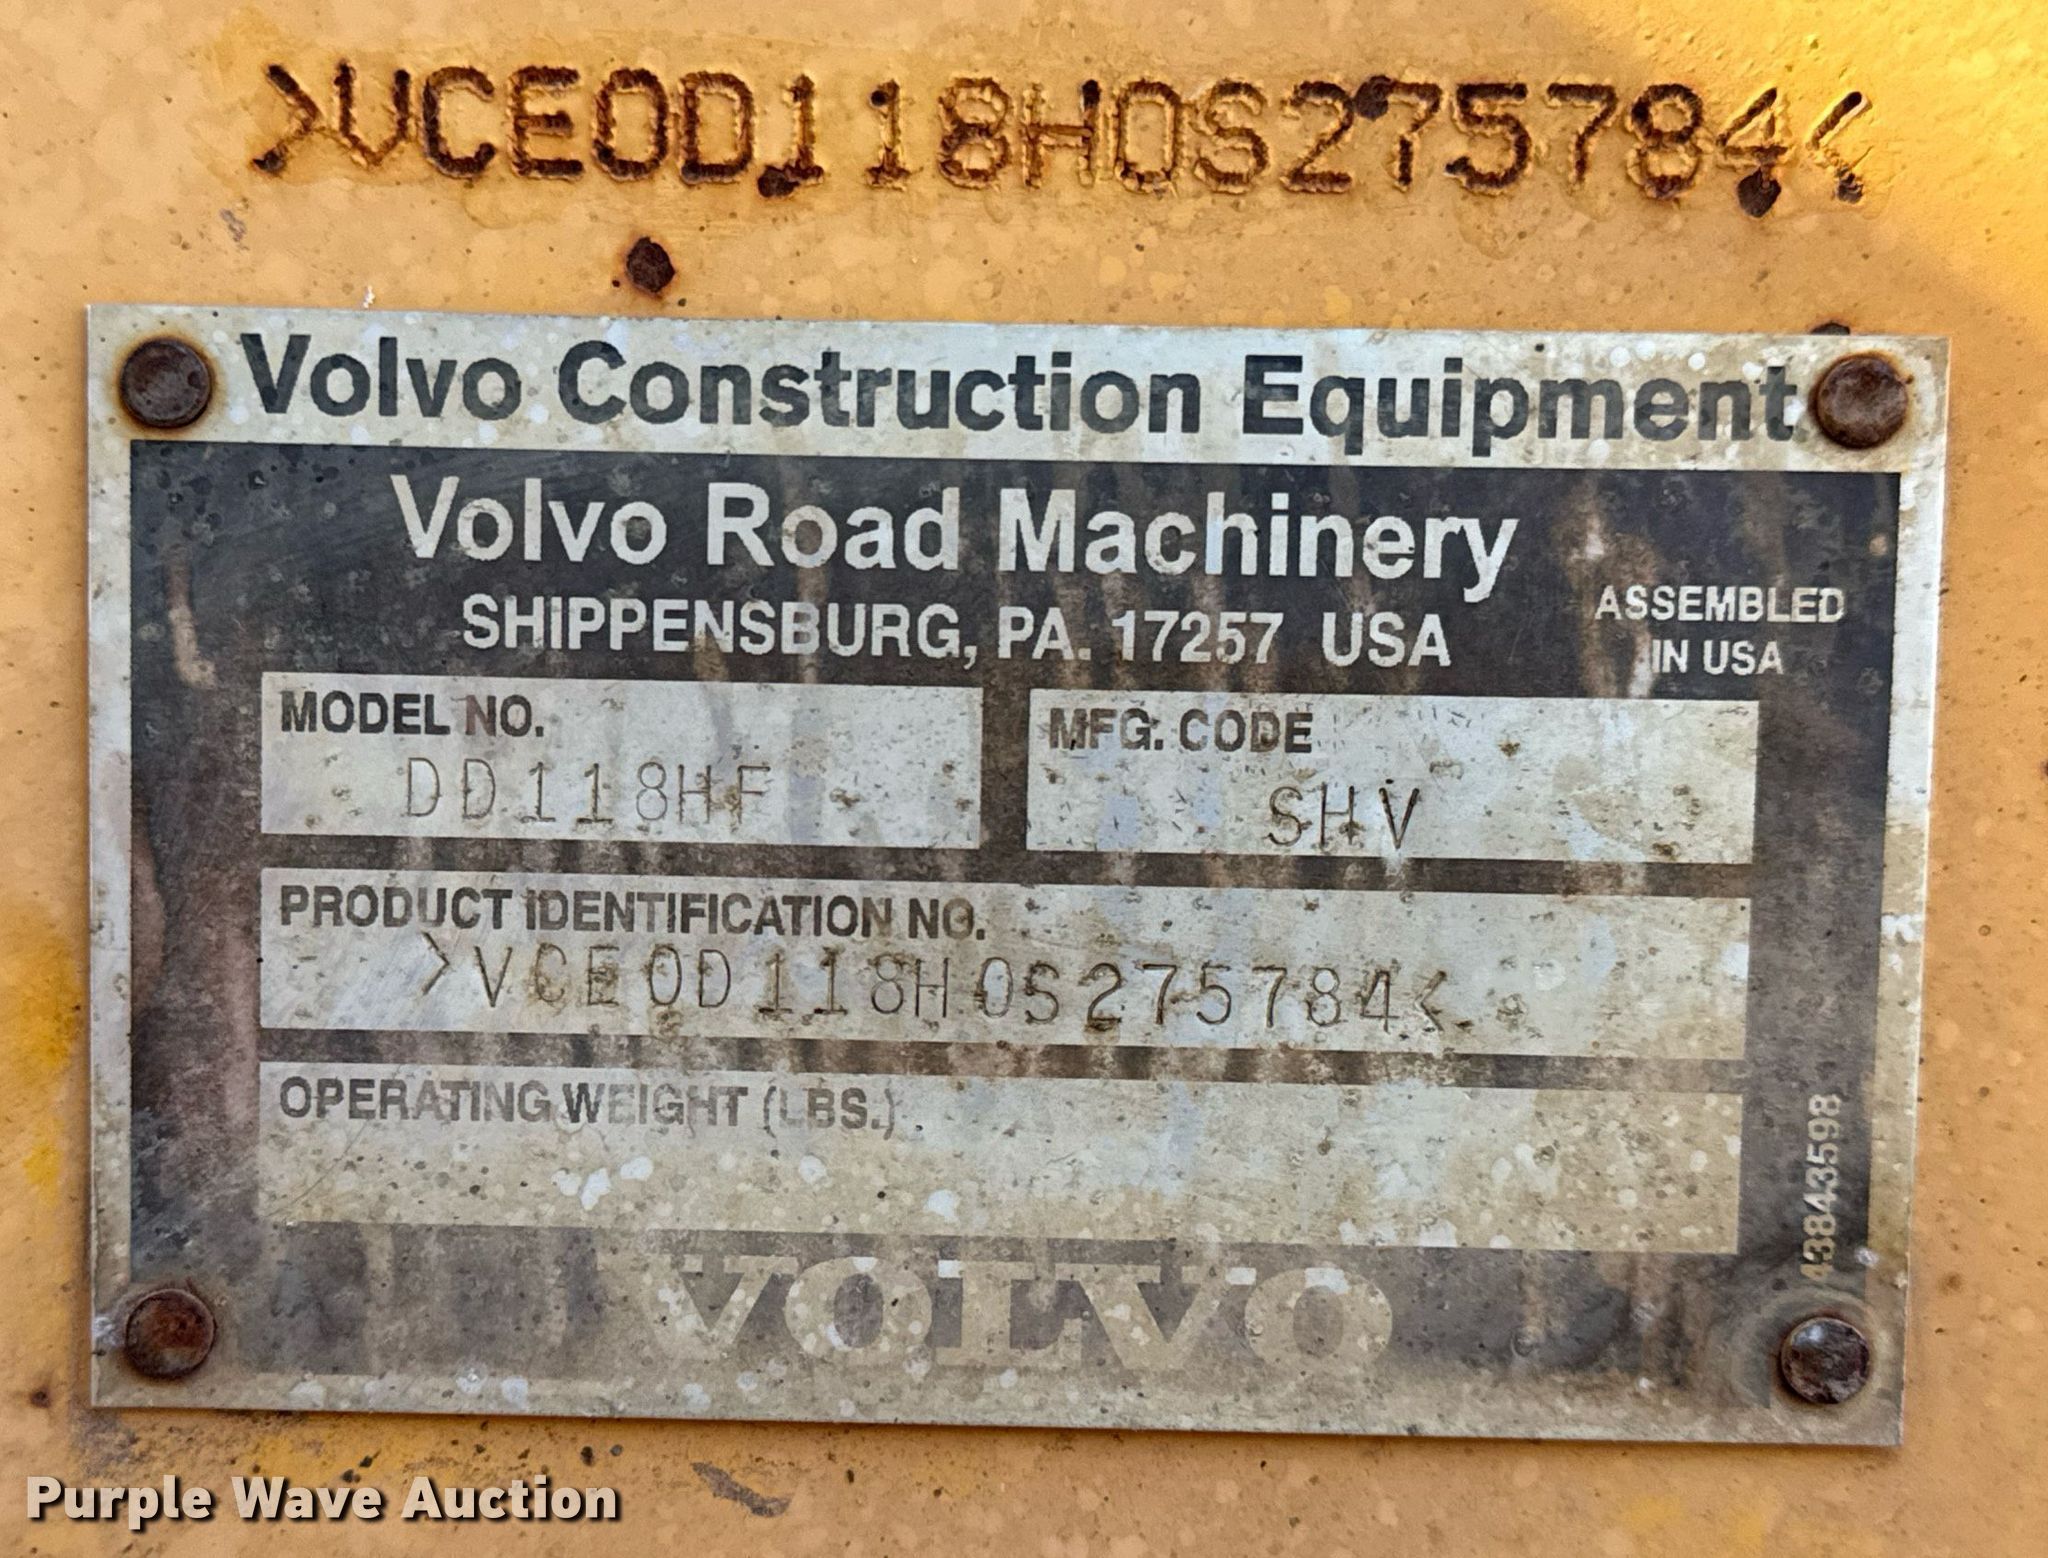 >VCE0D118H0S275784<
Volvo Construction Equipment
Volvo Road Machinery
SHIPPENSBURG, PA. 17257 USA
ASSEMBLED
IN USA
MODEL NO.
DD118HF
MFG. CODE
SHV
PRODUCT IDENTIFICATION NO.
>VCE0D118H0S275784<
OPERATING WEIGHT (LBS.)
43843598
VOLVO
Purple Wave Auction